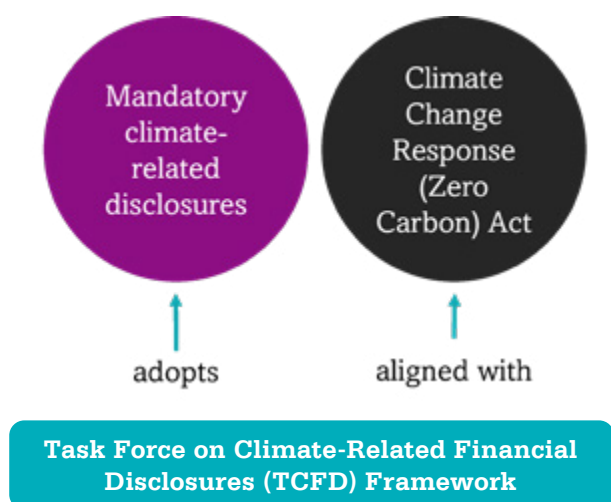 Mandatory
climate-
related
disclosures
Climate
Change
Response
(Zero
Carbon) Act
adopts
aligned with
Task Force on Climate-Related Financial
Disclosures (TCFD) Framework